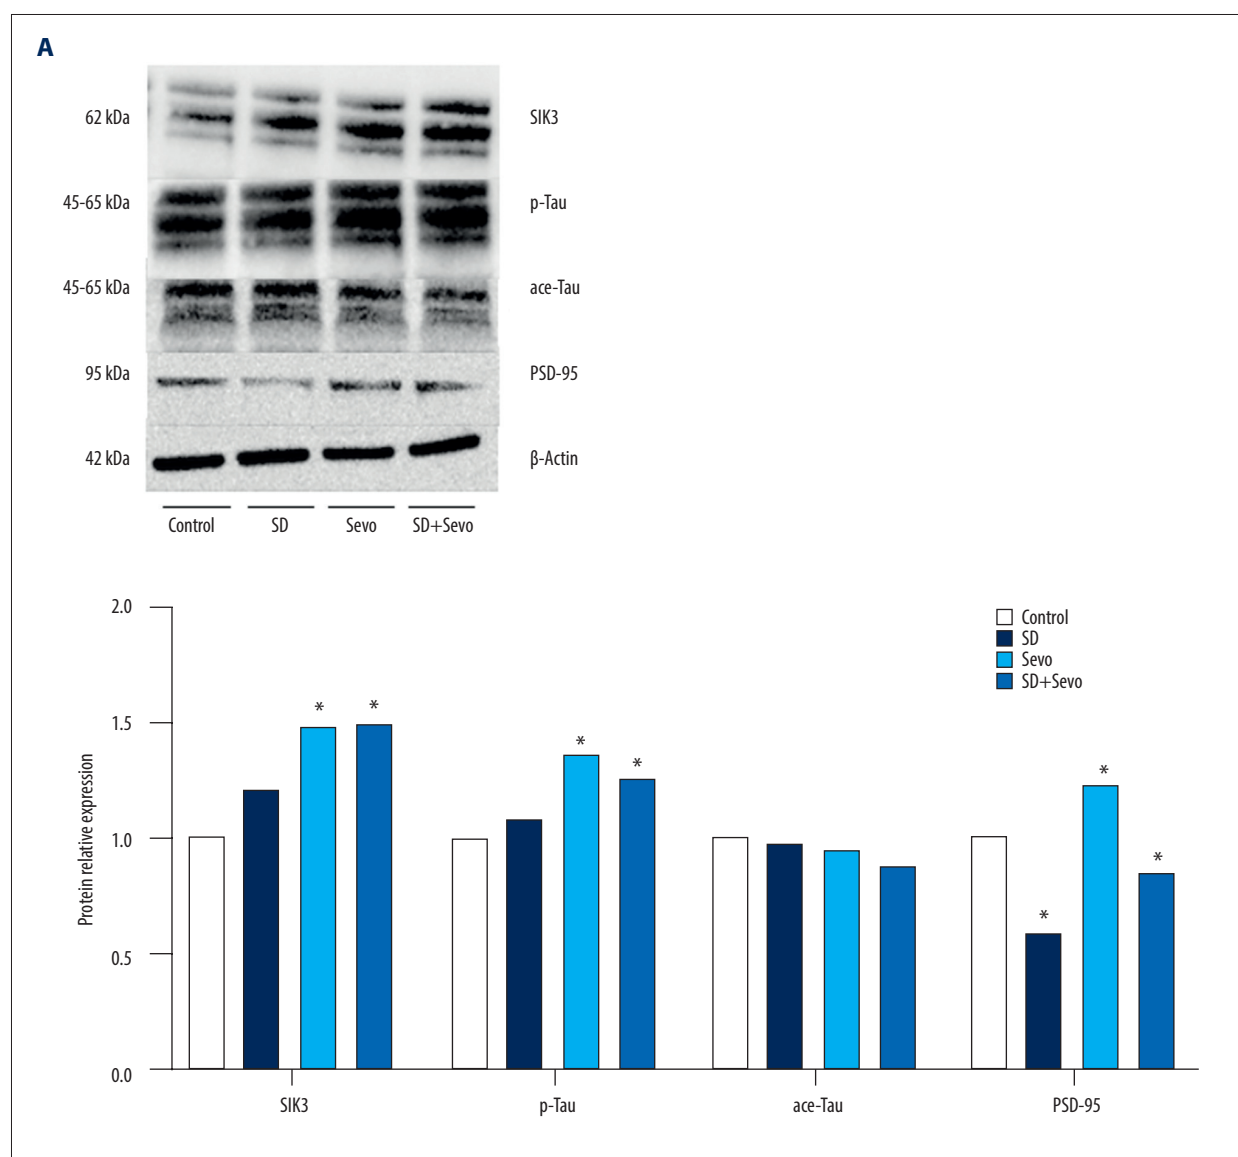 A
62 kDa SIK3
45-65 kDa p-Tau
45-65 kDa ace-Tau
95 kDa PSD-95
42 kDa β-Actin
Control SD Sevo SD+Sevo
2.0
1.5
1.0
0.5
0.0
Protein relative expression
Control
SD
Sevo
SD+Sevo
* * * * * * *
SIK3 p-Tau ace-Tau PSD-95